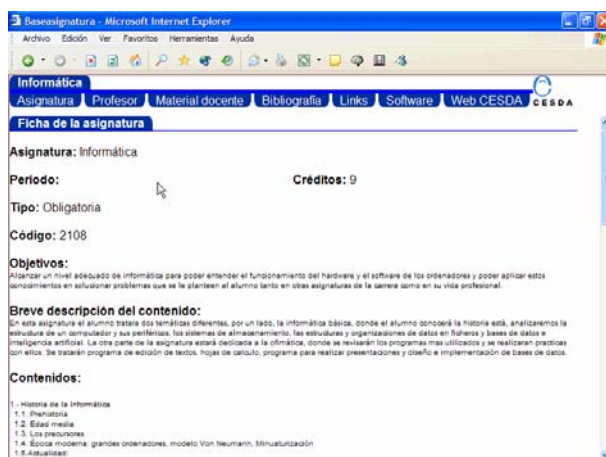 Baseasignatura - Microsoft Internet Explorer
Archivo Edición Ver Favoritos Herramientas Ayuda
Informática
Asignatura Profesor Material docente Bibliografía Links Software Web CESDA
CESDA
Ficha de la asignatura
Asignatura: Informática
Período: Créditos: 9
Tipo: Obligatoria
Código: 2108
Objetivos:
Alcanzar un nivel adecuado de informática para poder entender el funcionamiento del hardware y el software de los ordenadores y poder aplicar estos
conocimientos en solucionar problemas que se le planteen al alumno tanto en otras asignaturas de la carrera como en su vida profesional.
Breve descripción del contenido:
En esta asignatura el alumno tratara dos temáticas diferentes, por un lado, la informática básica, donde el alumno conocerá la historia está, analizaremos la
estructura de un computador y sus periféricos, los sistemas de almacenamiento, las estructuras y organizaciones de datos en ficheros y bases de datos e
inteligencia artificial. La otra parte de la asignatura estará dedicada a la ofimática, donde se revisarán los programas mas utilizados y se realizaran practicas
con ellos. Se tratarán programa de edición de textos, hojas de calculo, programa para realizar presentaciones y diseño e implementación de bases de datos.
Contenidos:
1.- Historia de la Informática
1.1. Prehistoria
1.2. Edad media
1.3. Los precursores
1.4. Época moderna: grandes ordenadores, modelo Von Neumann, Minuaturización
1.5.Actualidad: